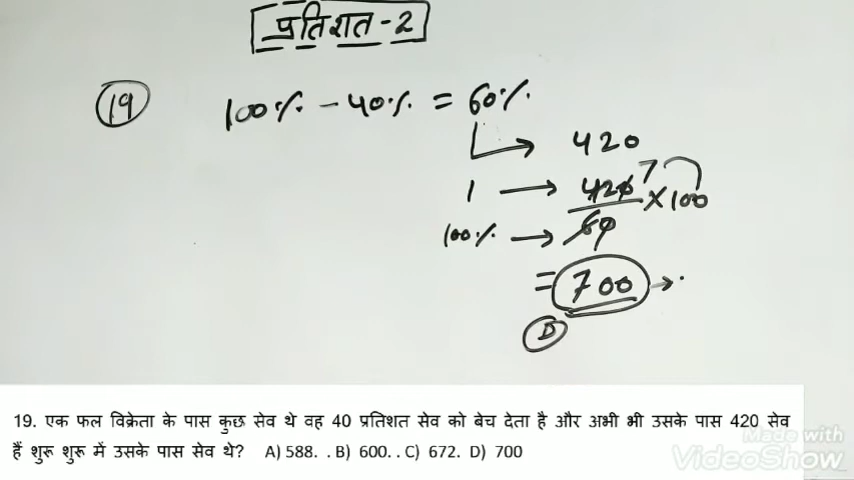 प्रतिशत-2
19 100% - 40% = 60%
→ 420
1 → 420/60 7 × 100
100% →
= 700 →
D
19. एक फल विक्रेता के पास कुछ सेव थे वह 40 प्रतिशत सेव को बेच देता है और अभी भी उसके पास 420 सेव
हैं शुरू शुरू में उसके पास सेव थे? A) 588. . B) 600. . C) 672. D) 700
Made with
VideoShow